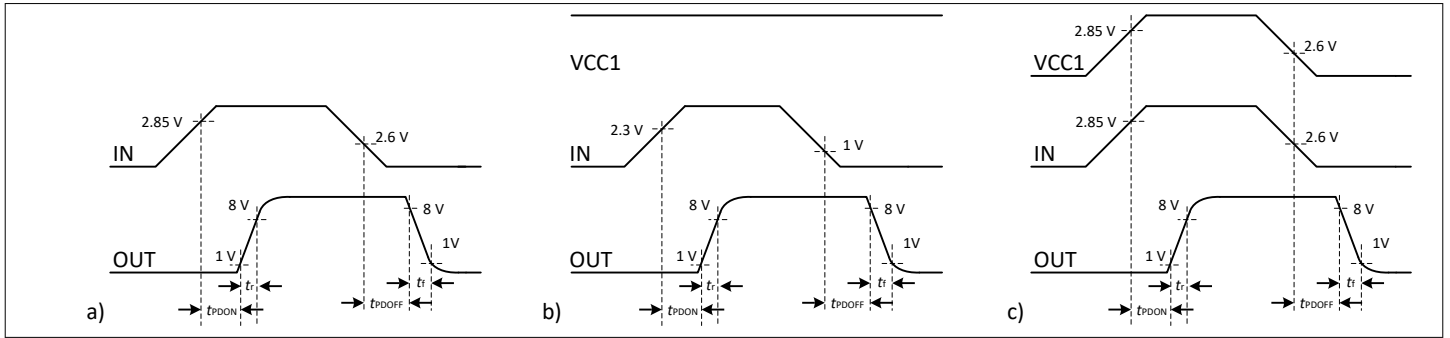 2.85 V
2.6 V
IN
8 V
8 V
1 V
1V
OUT
tr
tf
tPDON
tPDOFF
a)
VCC1
2.3 V
1 V
IN
8 V
8 V
1 V
1V
OUT
tr
tf
tPDON
tPDOFF
b)
2.85 V
2.6 V
VCC1
2.85 V
2.6 V
IN
8 V
8 V
1 V
1V
OUT
tr
tf
tPDON
tPDOFF
c)